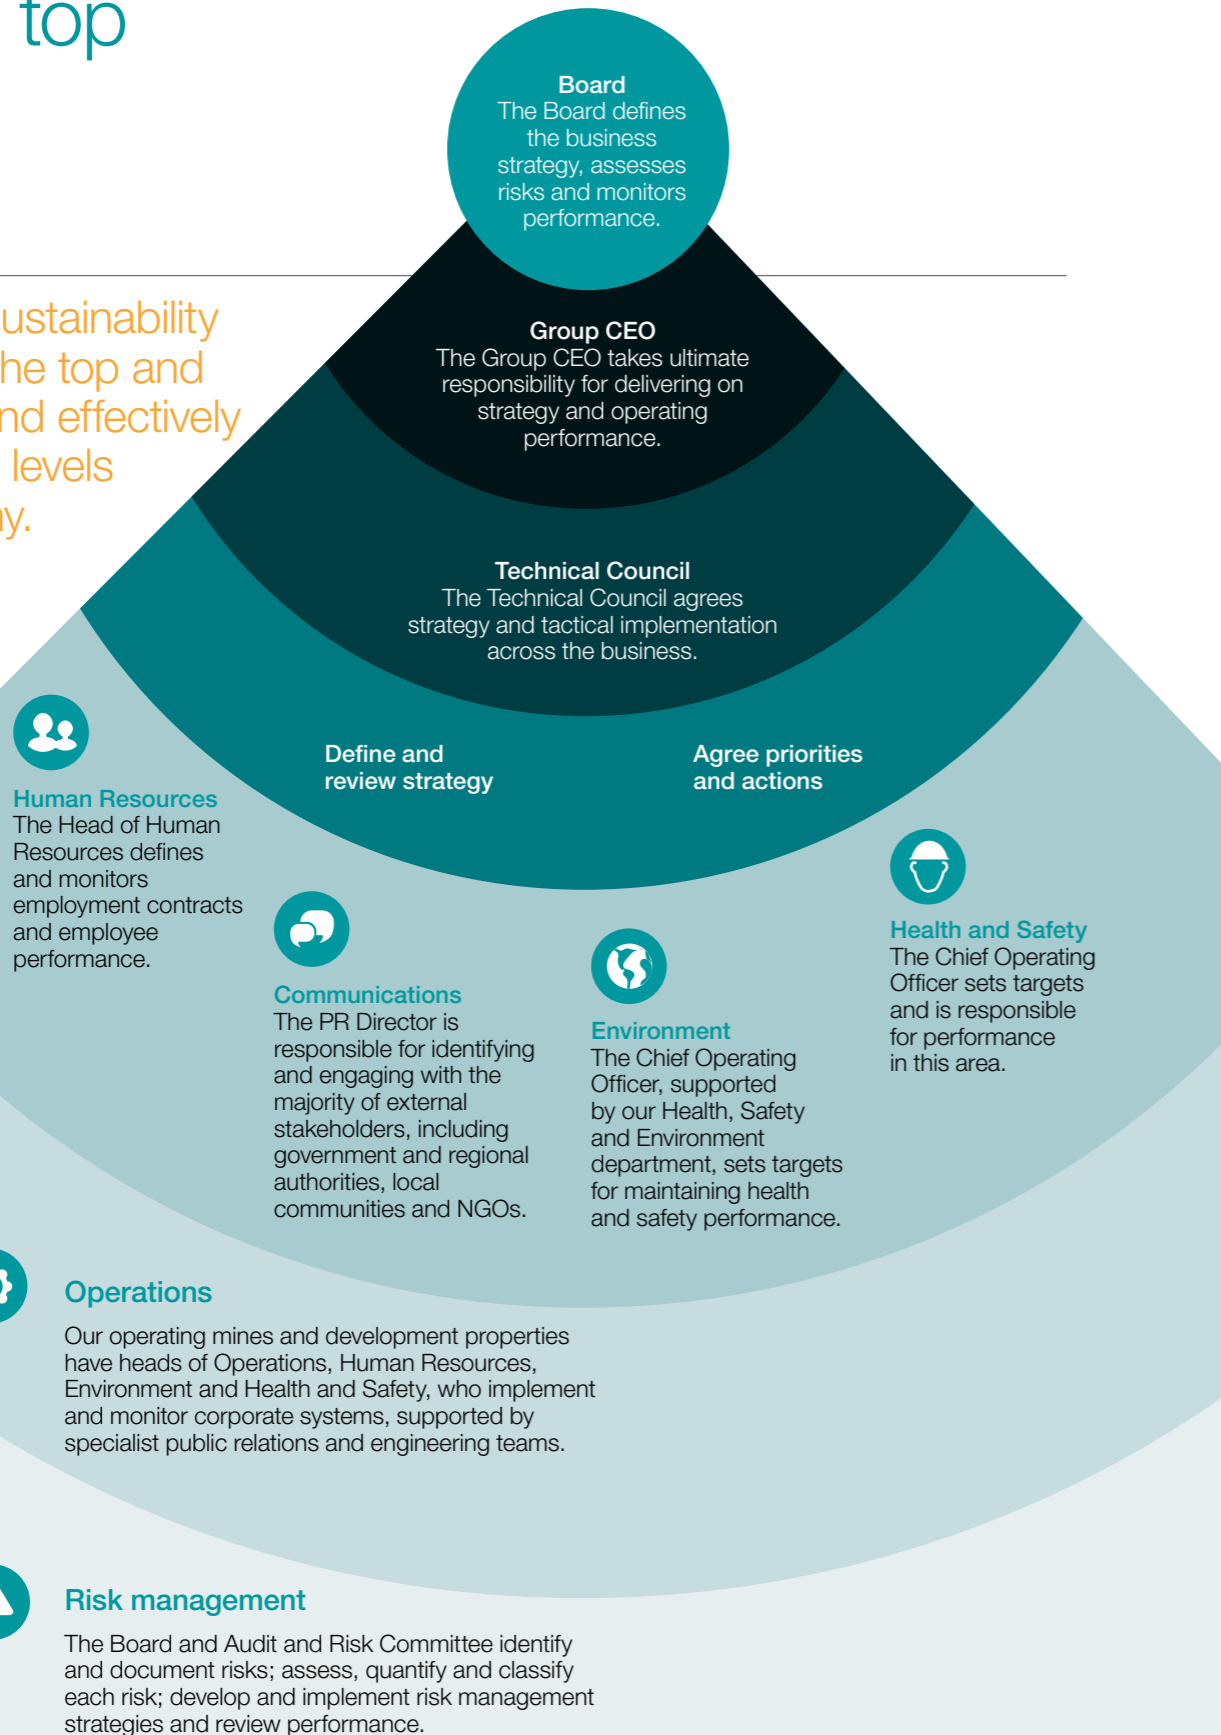 top
Board
The Board defines
the business
strategy, assesses
risks and monitors
performance.
ustainability
he top and
nd effectively
levels
ny.
Group CEO
The Group CEO takes ultimate
responsibility for delivering on
strategy and operating
performance.
Technical Council
The Technical Council agrees
strategy and tactical implementation
across the business.
Define and
review strategy
Agree priorities
and actions
Human Resources
The Head of Human
Resources defines
and monitors
employment contracts
and employee
performance.
Communications
The PR Director is
responsible for identifying
and engaging with the
majority of external
stakeholders, including
government and regional
authorities, local
communities and NGOs.
Environment
The Chief Operating
Officer, supported
by our Health, Safety
and Environment
department, sets targets
for maintaining health
and safety performance.
Health and Safety
The Chief Operating
Officer sets targets
and is responsible
for performance
in this area.
Operations
Our operating mines and development properties
have heads of Operations, Human Resources,
Environment and Health and Safety, who implement
and monitor corporate systems, supported by
specialist public relations and engineering teams.
Risk management
The Board and Audit and Risk Committee identify
and document risks; assess, quantify and classify
each risk; develop and implement risk management
strategies and review performance.